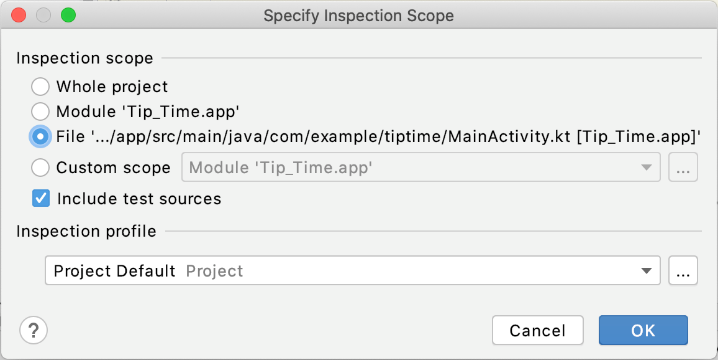 Specify Inspection Scope
Inspection scope
Whole project
Module 'Tip_Time.app'
File '.../app/src/main/java/com/example/tiptime/MainActivity.kt [Tip_Time.app]'
Custom scope Module 'Tip_Time.app' ...
Include test sources
Inspection profile
Project Default Project ...
? Cancel OK